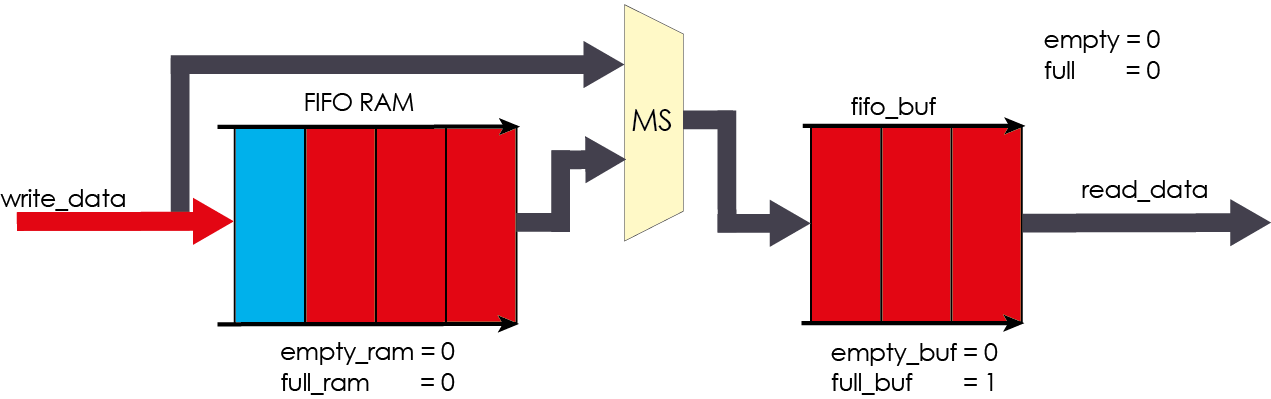 empty = 0
full = 0
FIFO RAM
fifo_buf
MS
write_data
read_data
empty_ram = 0
full_ram = 0
empty_buf = 0
full_buf = 1